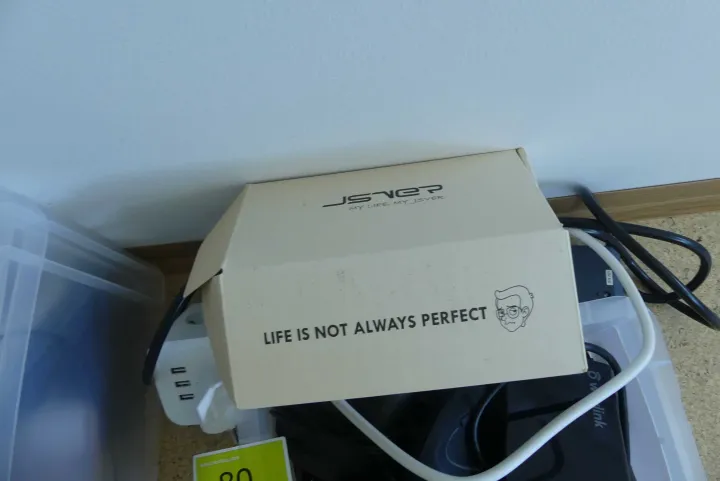 JSVER
MY LIFE, MY JSVER
LIFE IS NOT ALWAYS PERFECT
80